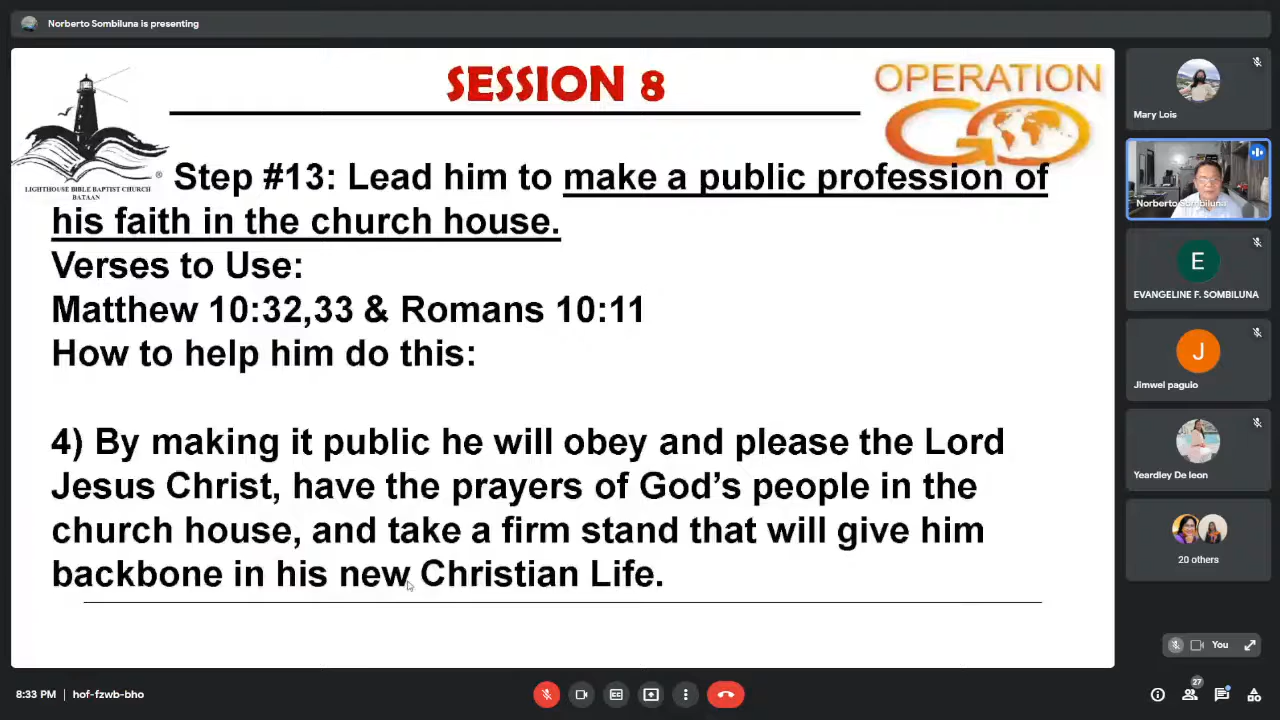 Norberto Sombiluna is presenting
SESSION 8
OPERATION
GO
LIGHTHOUSE BIBLE BAPTIST CHURCH
BATAAN
®
Step #13: Lead him to make a public profession of
his faith in the church house.
Verses to Use:
Matthew 10:32,33 & Romans 10:11
How to help him do this:
4) By making it public he will obey and please the Lord
Jesus Christ, have the prayers of God’s people in the
church house, and take a firm stand that will give him
backbone in his new Christian Life.
Mary Lois
Norberto Sombiluna
E
EVANGELINE F. SOMBILUNA
J
Jimwel pagulo
Yeardley De leon
20 others
You
8:33 PM | hof-fzwb-bho
27